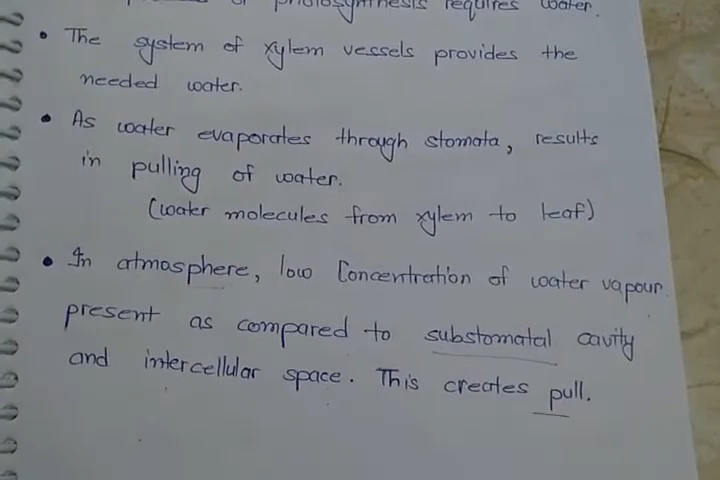 photosynthesis requires water.
• The system of xylem vessels provides the
needed water.
• As water evaporates through stomata, results
in pulling of water.
(water molecules from xylem to leaf)
• In atmosphere, low Concentration of water vapour
present as compared to substomatal cavity
and intercellular space. This creates pull.